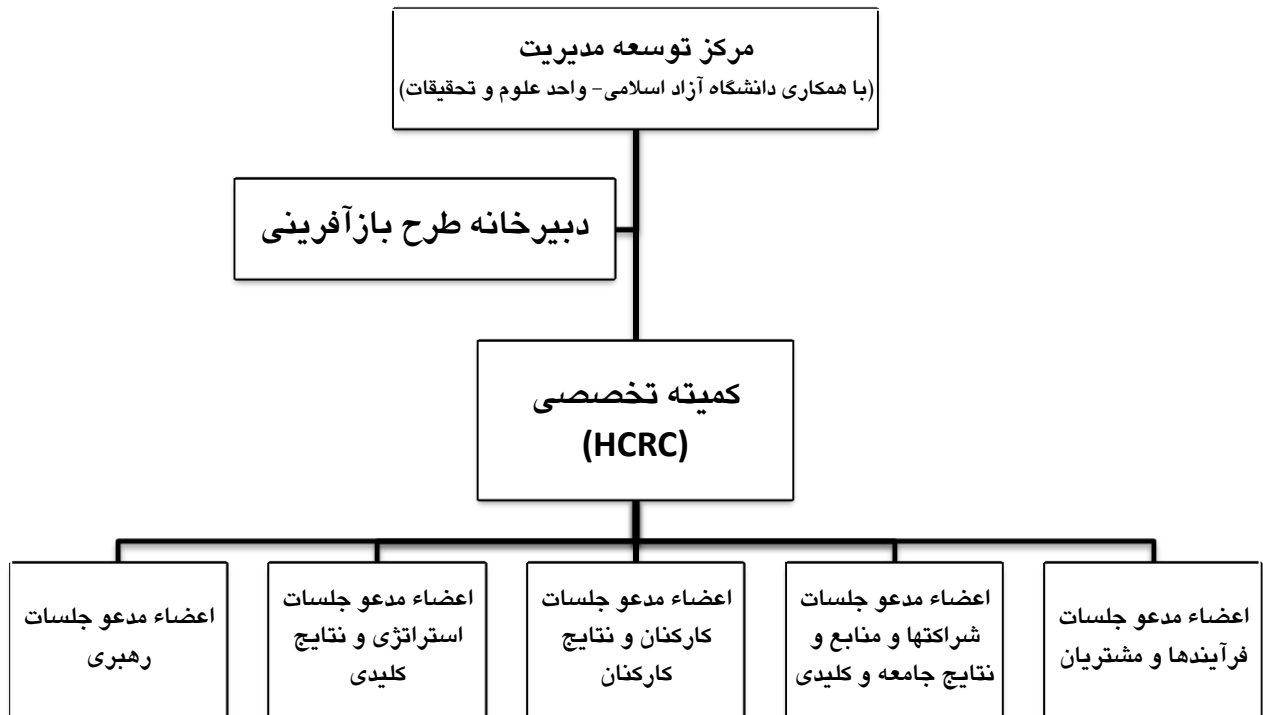 مرکز توسعه مدیریت
(با همکاری دانشگاه آزاد اسلامی- واحد علوم و تحقیقات)
دبیرخانه طرح بازآفرینی
کمیته تخصصی
(HCRC)
اعضاء مدعو جلسات
فرآیندها و مشتریان
اعضاء مدعو جلسات
شراکتها و منابع و
نتایج جامعه و کلیدی
اعضاء مدعو جلسات
کارکنان و نتایج
کارکنان
اعضاء مدعو جلسات
استراتژی و نتایج
کلیدی
اعضاء مدعو جلسات
رهبری